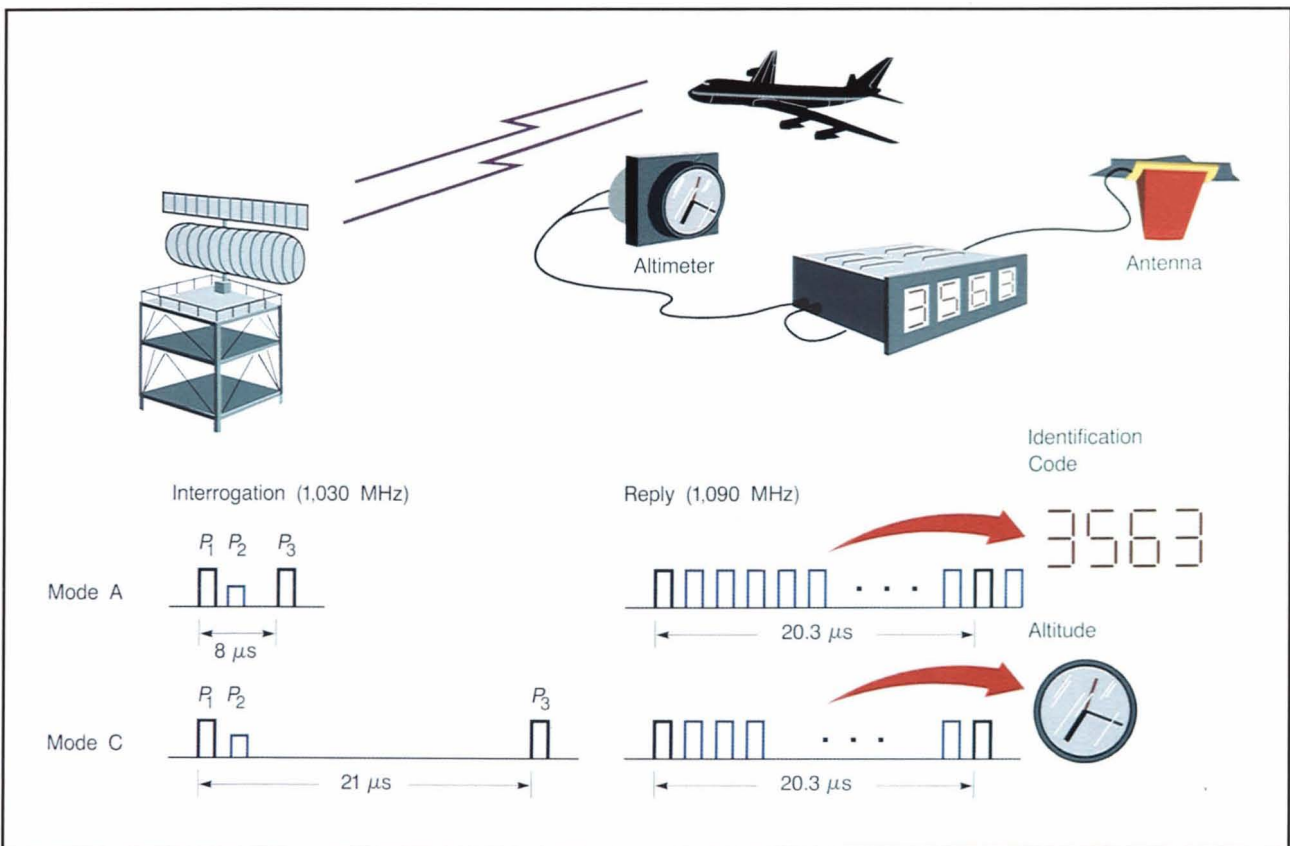 Altimeter
3563
Antenna
Identification
Code
Interrogation (1,030 MHz)
Reply (1,090 MHz)
3563
P1 P2 P3
Mode A
. . .
8 μs
20.3 μs
Altitude
P1 P2 P3
Mode C
. . .
21 μs
20.3 μs